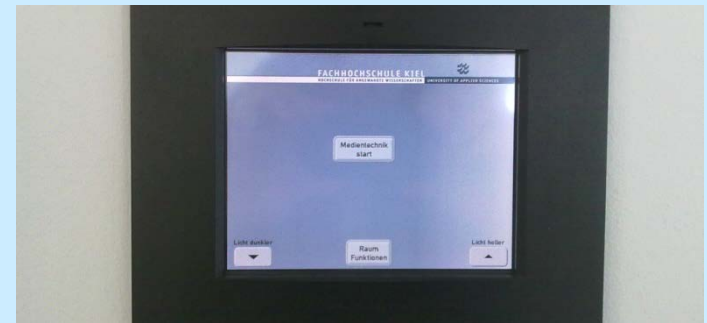 FACHHOCHSCHULE KIEL
HOCHSCHULE FÜR ANGEWANDTE WISSENSCHAFTEN UNIVERSITY OF APPLIED SCIENCES
Medientechnik
start
Licht dunkler
Licht heller
Raum
Funktionen